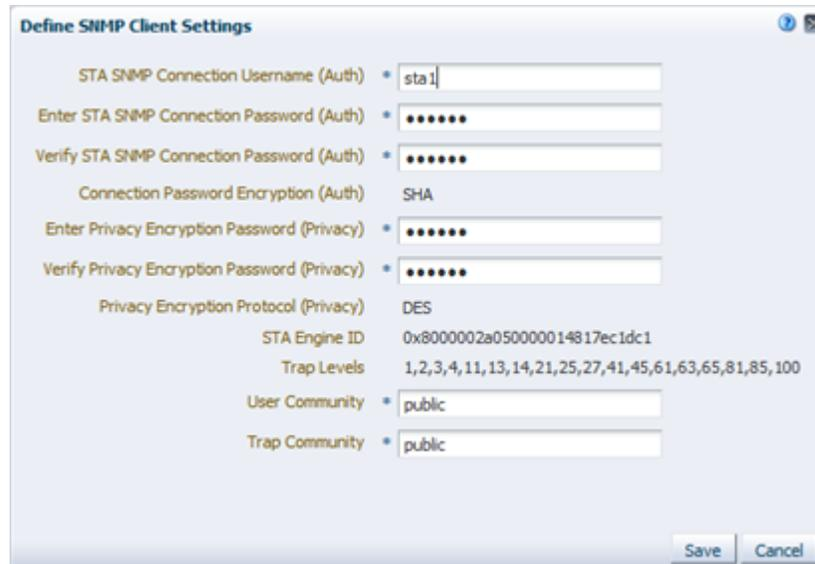 Define SNMP Client Settings
STA SNMP Connection Username (Auth) * sta1
Enter STA SNMP Connection Password (Auth) * ••••••
Verify STA SNMP Connection Password (Auth) * ••••••
Connection Password Encryption (Auth) SHA
Enter Privacy Encryption Password (Privacy) * ••••••
Verify Privacy Encryption Password (Privacy) * ••••••
Privacy Encryption Protocol (Privacy) DES
STA Engine ID 0x8000002a050000014817ec1dc1
Trap Levels 1,2,3,4,11,13,14,21,25,27,41,45,61,63,65,81,85,100
User Community * public
Trap Community * public
Save Cancel